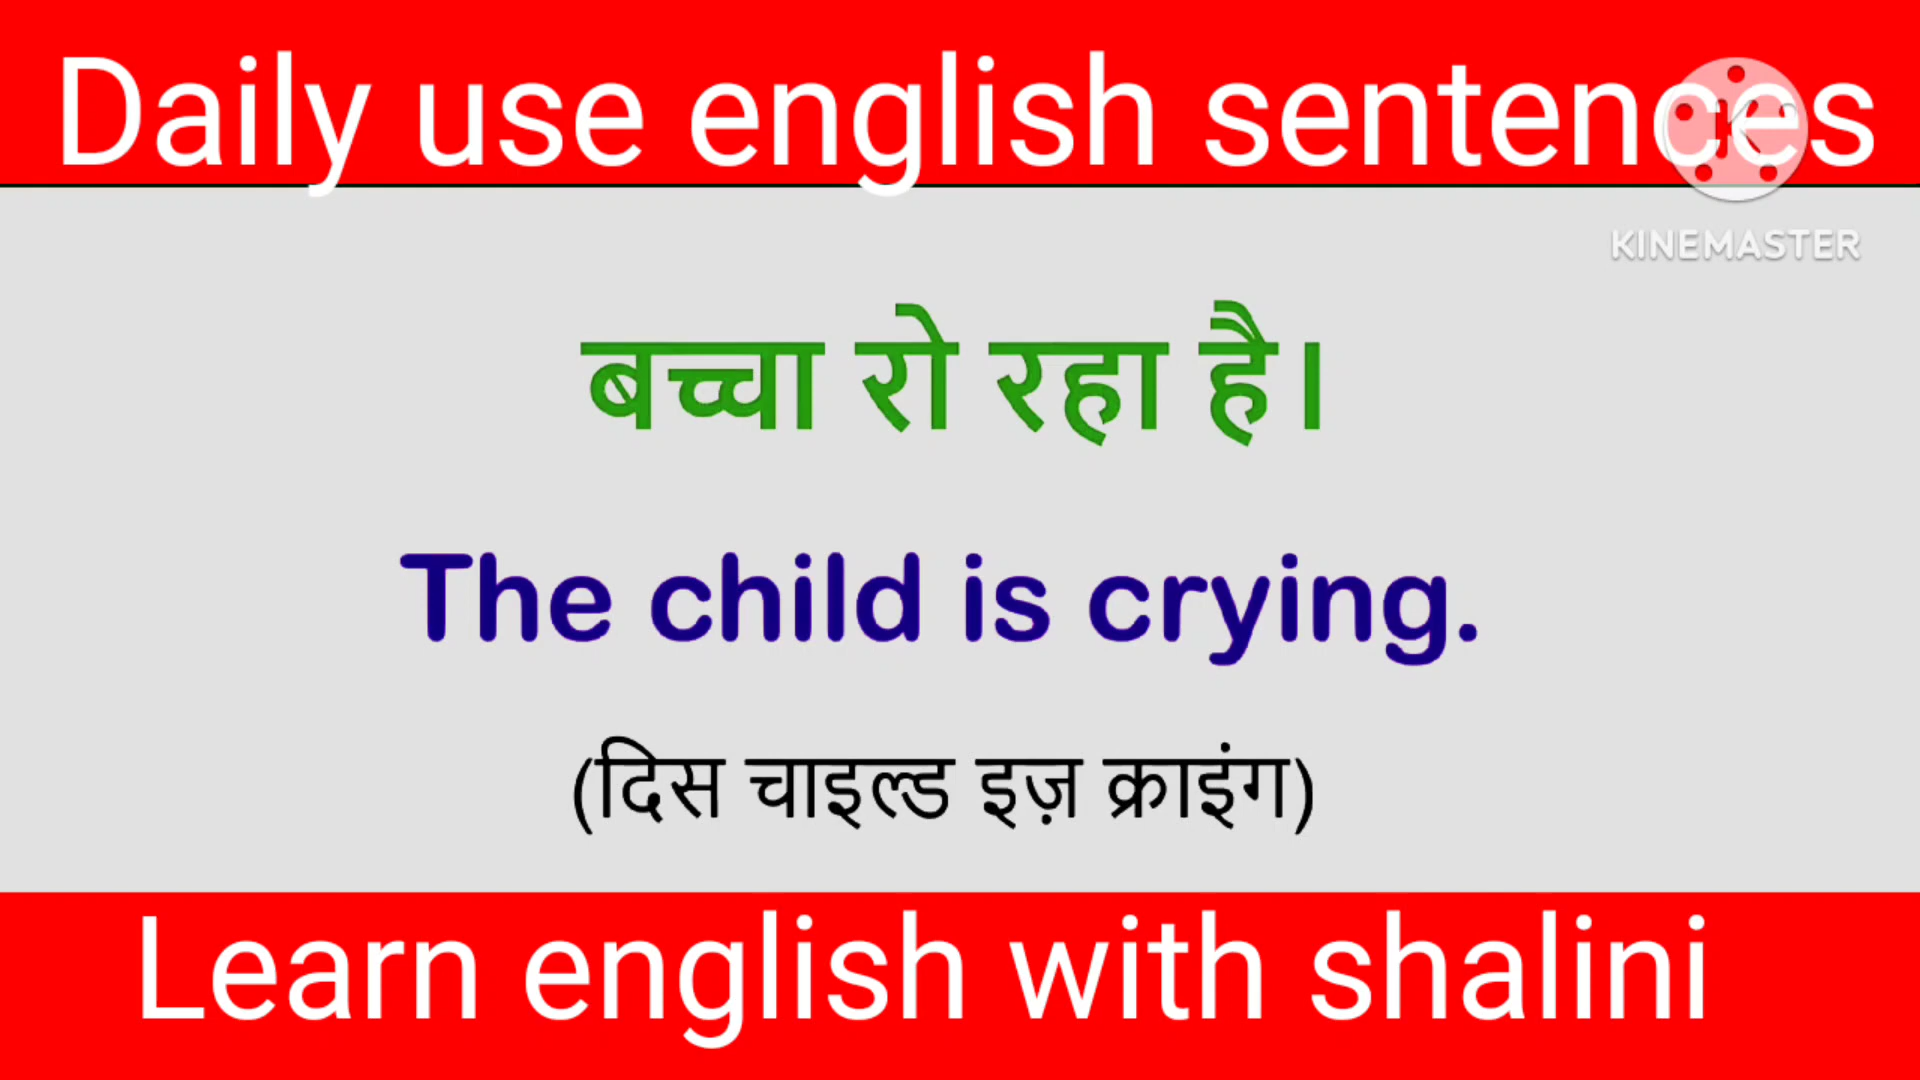 Daily use english sentences
KINEMASTER
बच्चा रो रहा है।
The child is crying.
(दिस चाइल्ड इज़ क्राइंग)
Learn english with shalini